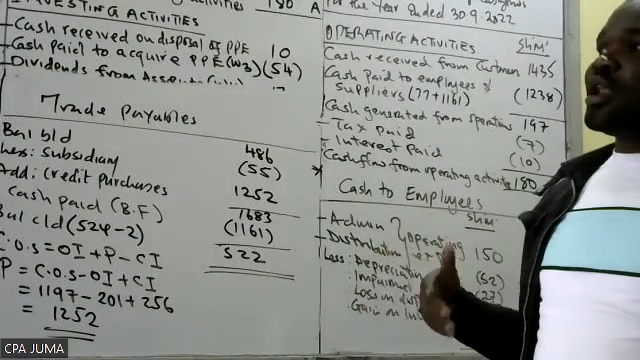 activities 180 A
INVESTING ACTIVITIES
- Cash received on disposal of PPE 10
- Cash paid to acquire PPE (W3) (54)
- Dividends from
Trade Payables
Bal b/d 486
Less: Subsidiary (55)
Add: Credit purchases 1252
1683
Cash paid (B.F) (1161)
Bal c/d (524-2) 522
C.O.S = OI + P - CI
P = C.O.S - OI + CI
= 1197 - 201 + 256
= 1252
for the Year Ended 30.9.2022
OPERATING ACTIVITIES Sh'M'
Cash received from Customers 1435
Cash paid to employees &
Suppliers (77+1161) (1238)
Cash generated from operations 197
- Tax paid (7)
- Interest paid (10)
Cashflow from operating activities 180
Cash to Employees
Sh'M'
- Admin } operating
- Distribution 150
Less: Depreciation (52)
: Impairment (27)
: Loss on disp
: Gain on
CPA JUMA